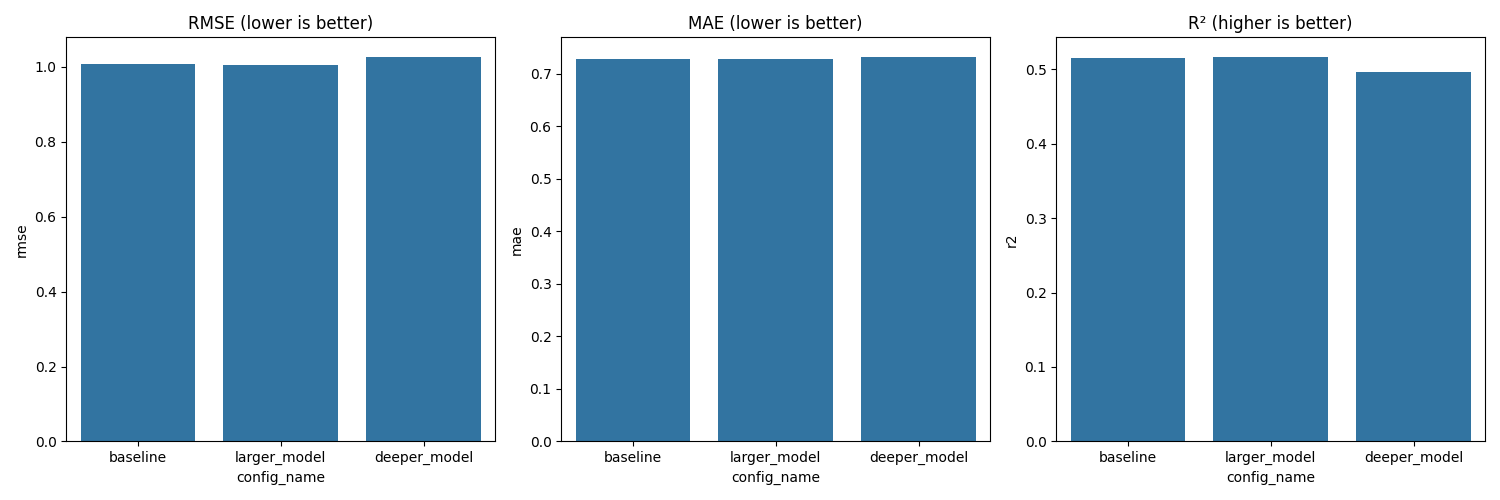 RMSE (lower is better)
1.0
0.8
0.6
0.4
0.2
0.0
rmse
baseline
larger_model
deeper_model
config_name
MAE (lower is better)
0.7
0.6
0.5
0.4
0.3
0.2
0.1
0.0
mae
baseline
larger_model
deeper_model
config_name
R² (higher is better)
0.5
0.4
0.3
0.2
0.1
0.0
r2
baseline
larger_model
deeper_model
config_name